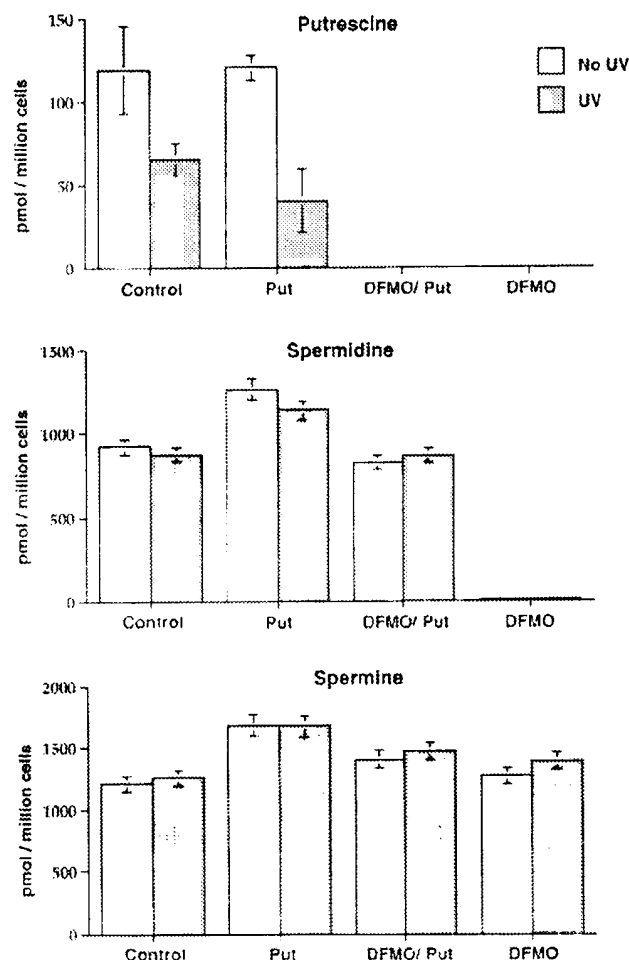 Putrescine
No UV
UV
pmol / million cells
150
100
50
0
Control Put DFMO/ Put DFMO
Spermidine
pmol / million cells
1500
1000
500
0
Control Put DFMO/ Put DFMO
Spermine
pmol / million cells
2000
1500
1000
500
0
Control Put DFMO/ Put DFMO